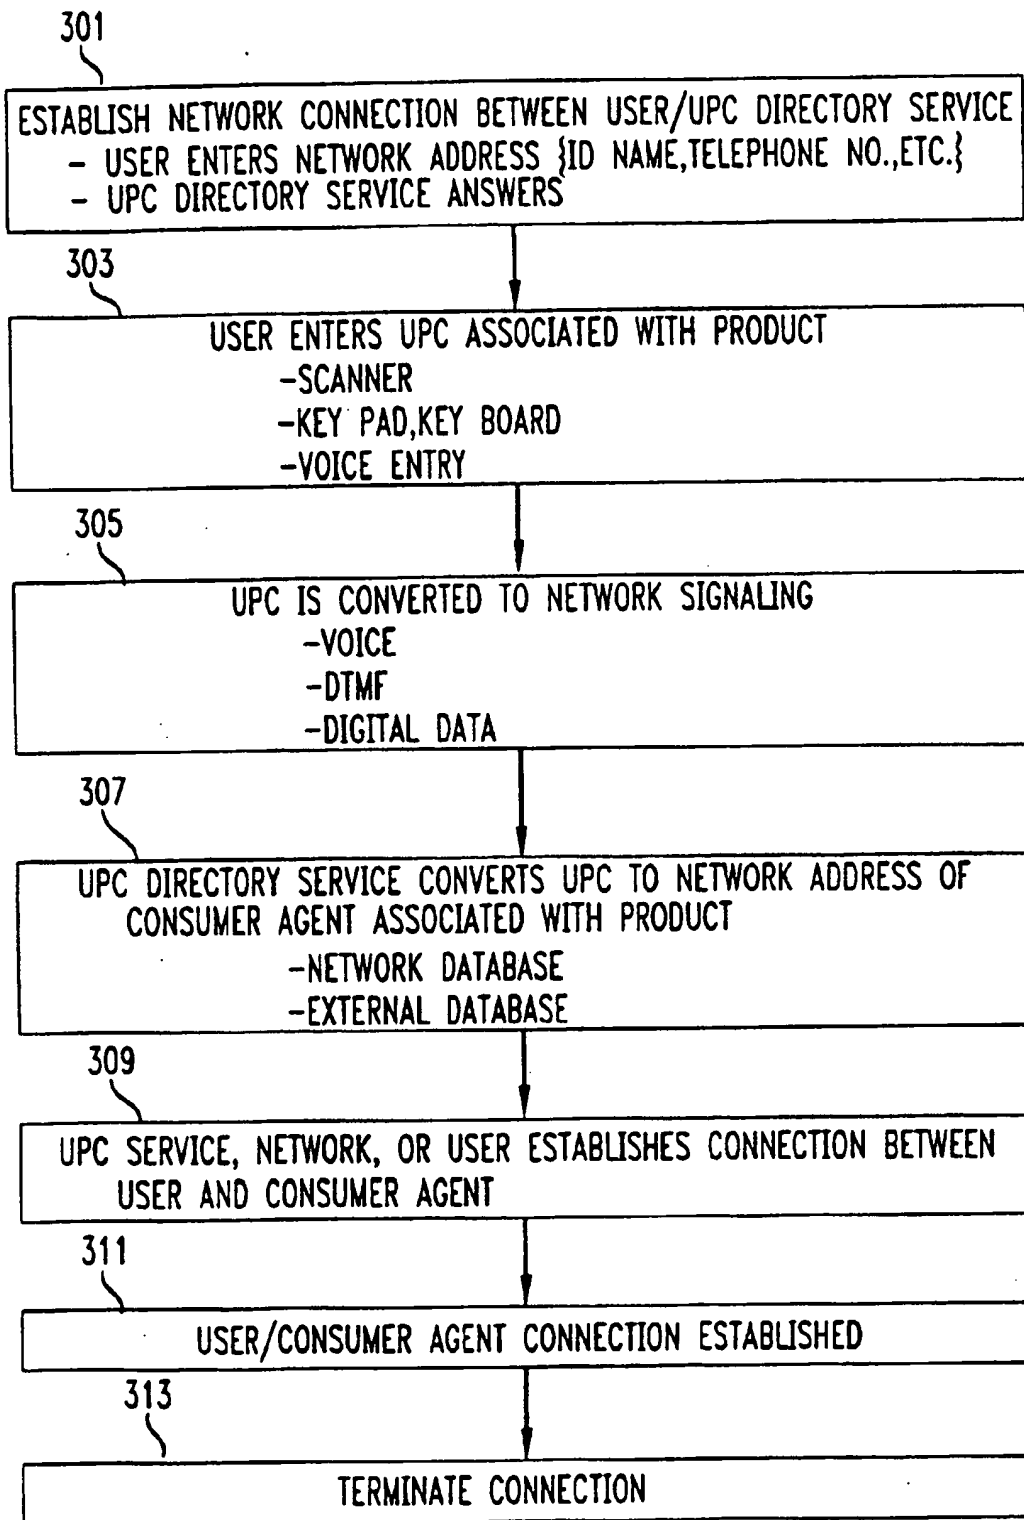 301
ESTABLISH NETWORK CONNECTION BETWEEN USER/UPC DIRECTORY SERVICE
- USER ENTERS NETWORK ADDRESS {ID NAME,TELEPHONE NO.,ETC.}
- UPC DIRECTORY SERVICE ANSWERS
303
USER ENTERS UPC ASSOCIATED WITH PRODUCT
-SCANNER
-KEY PAD,KEY BOARD
-VOICE ENTRY
305
UPC IS CONVERTED TO NETWORK SIGNALING
-VOICE
-DTMF
-DIGITAL DATA
307
UPC DIRECTORY SERVICE CONVERTS UPC TO NETWORK ADDRESS OF
CONSUMER AGENT ASSOCIATED WITH PRODUCT
-NETWORK DATABASE
-EXTERNAL DATABASE
309
UPC SERVICE, NETWORK, OR USER ESTABLISHES CONNECTION BETWEEN
USER AND CONSUMER AGENT
311
USER/CONSUMER AGENT CONNECTION ESTABLISHED
313
TERMINATE CONNECTION